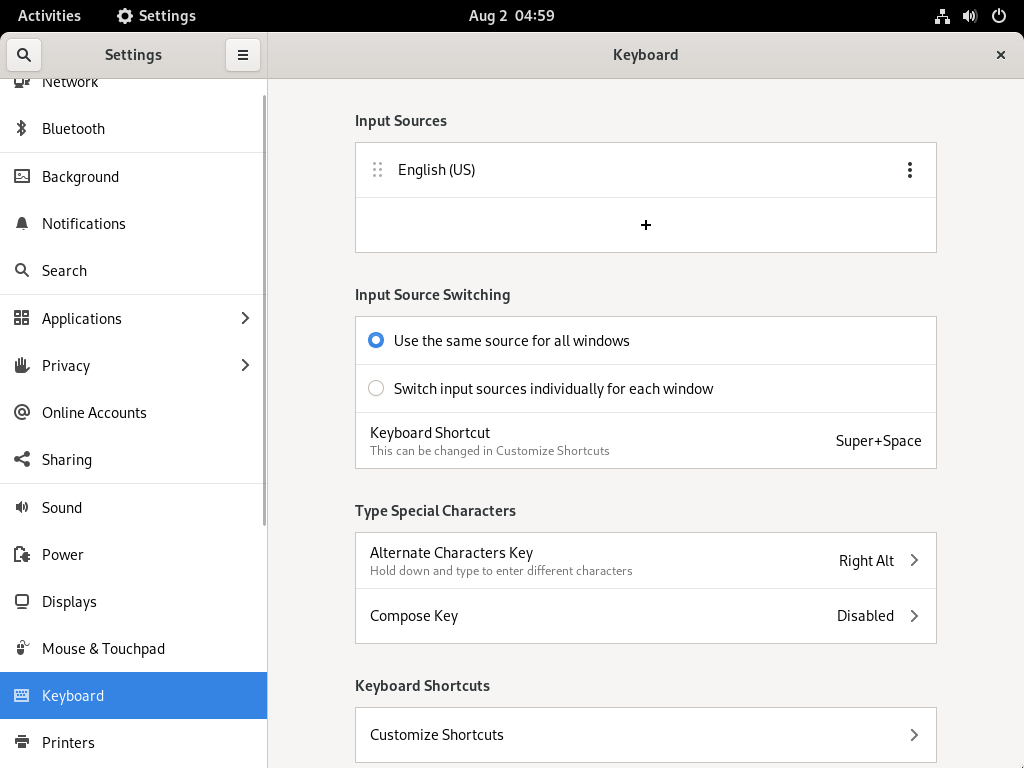 Activities
Settings
Aug 2 04:59
Settings
Keyboard
Network
Bluetooth
Background
Notifications
Search
Applications
Privacy
Online Accounts
Sharing
Sound
Power
Displays
Mouse & Touchpad
Keyboard
Printers
Input Sources
English (US)
Input Source Switching
Use the same source for all windows
Switch input sources individually for each window
Keyboard Shortcut
This can be changed in Customize Shortcuts
Super+Space
Type Special Characters
Alternate Characters Key
Hold down and type to enter different characters
Right Alt
Compose Key
Disabled
Keyboard Shortcuts
Customize Shortcuts